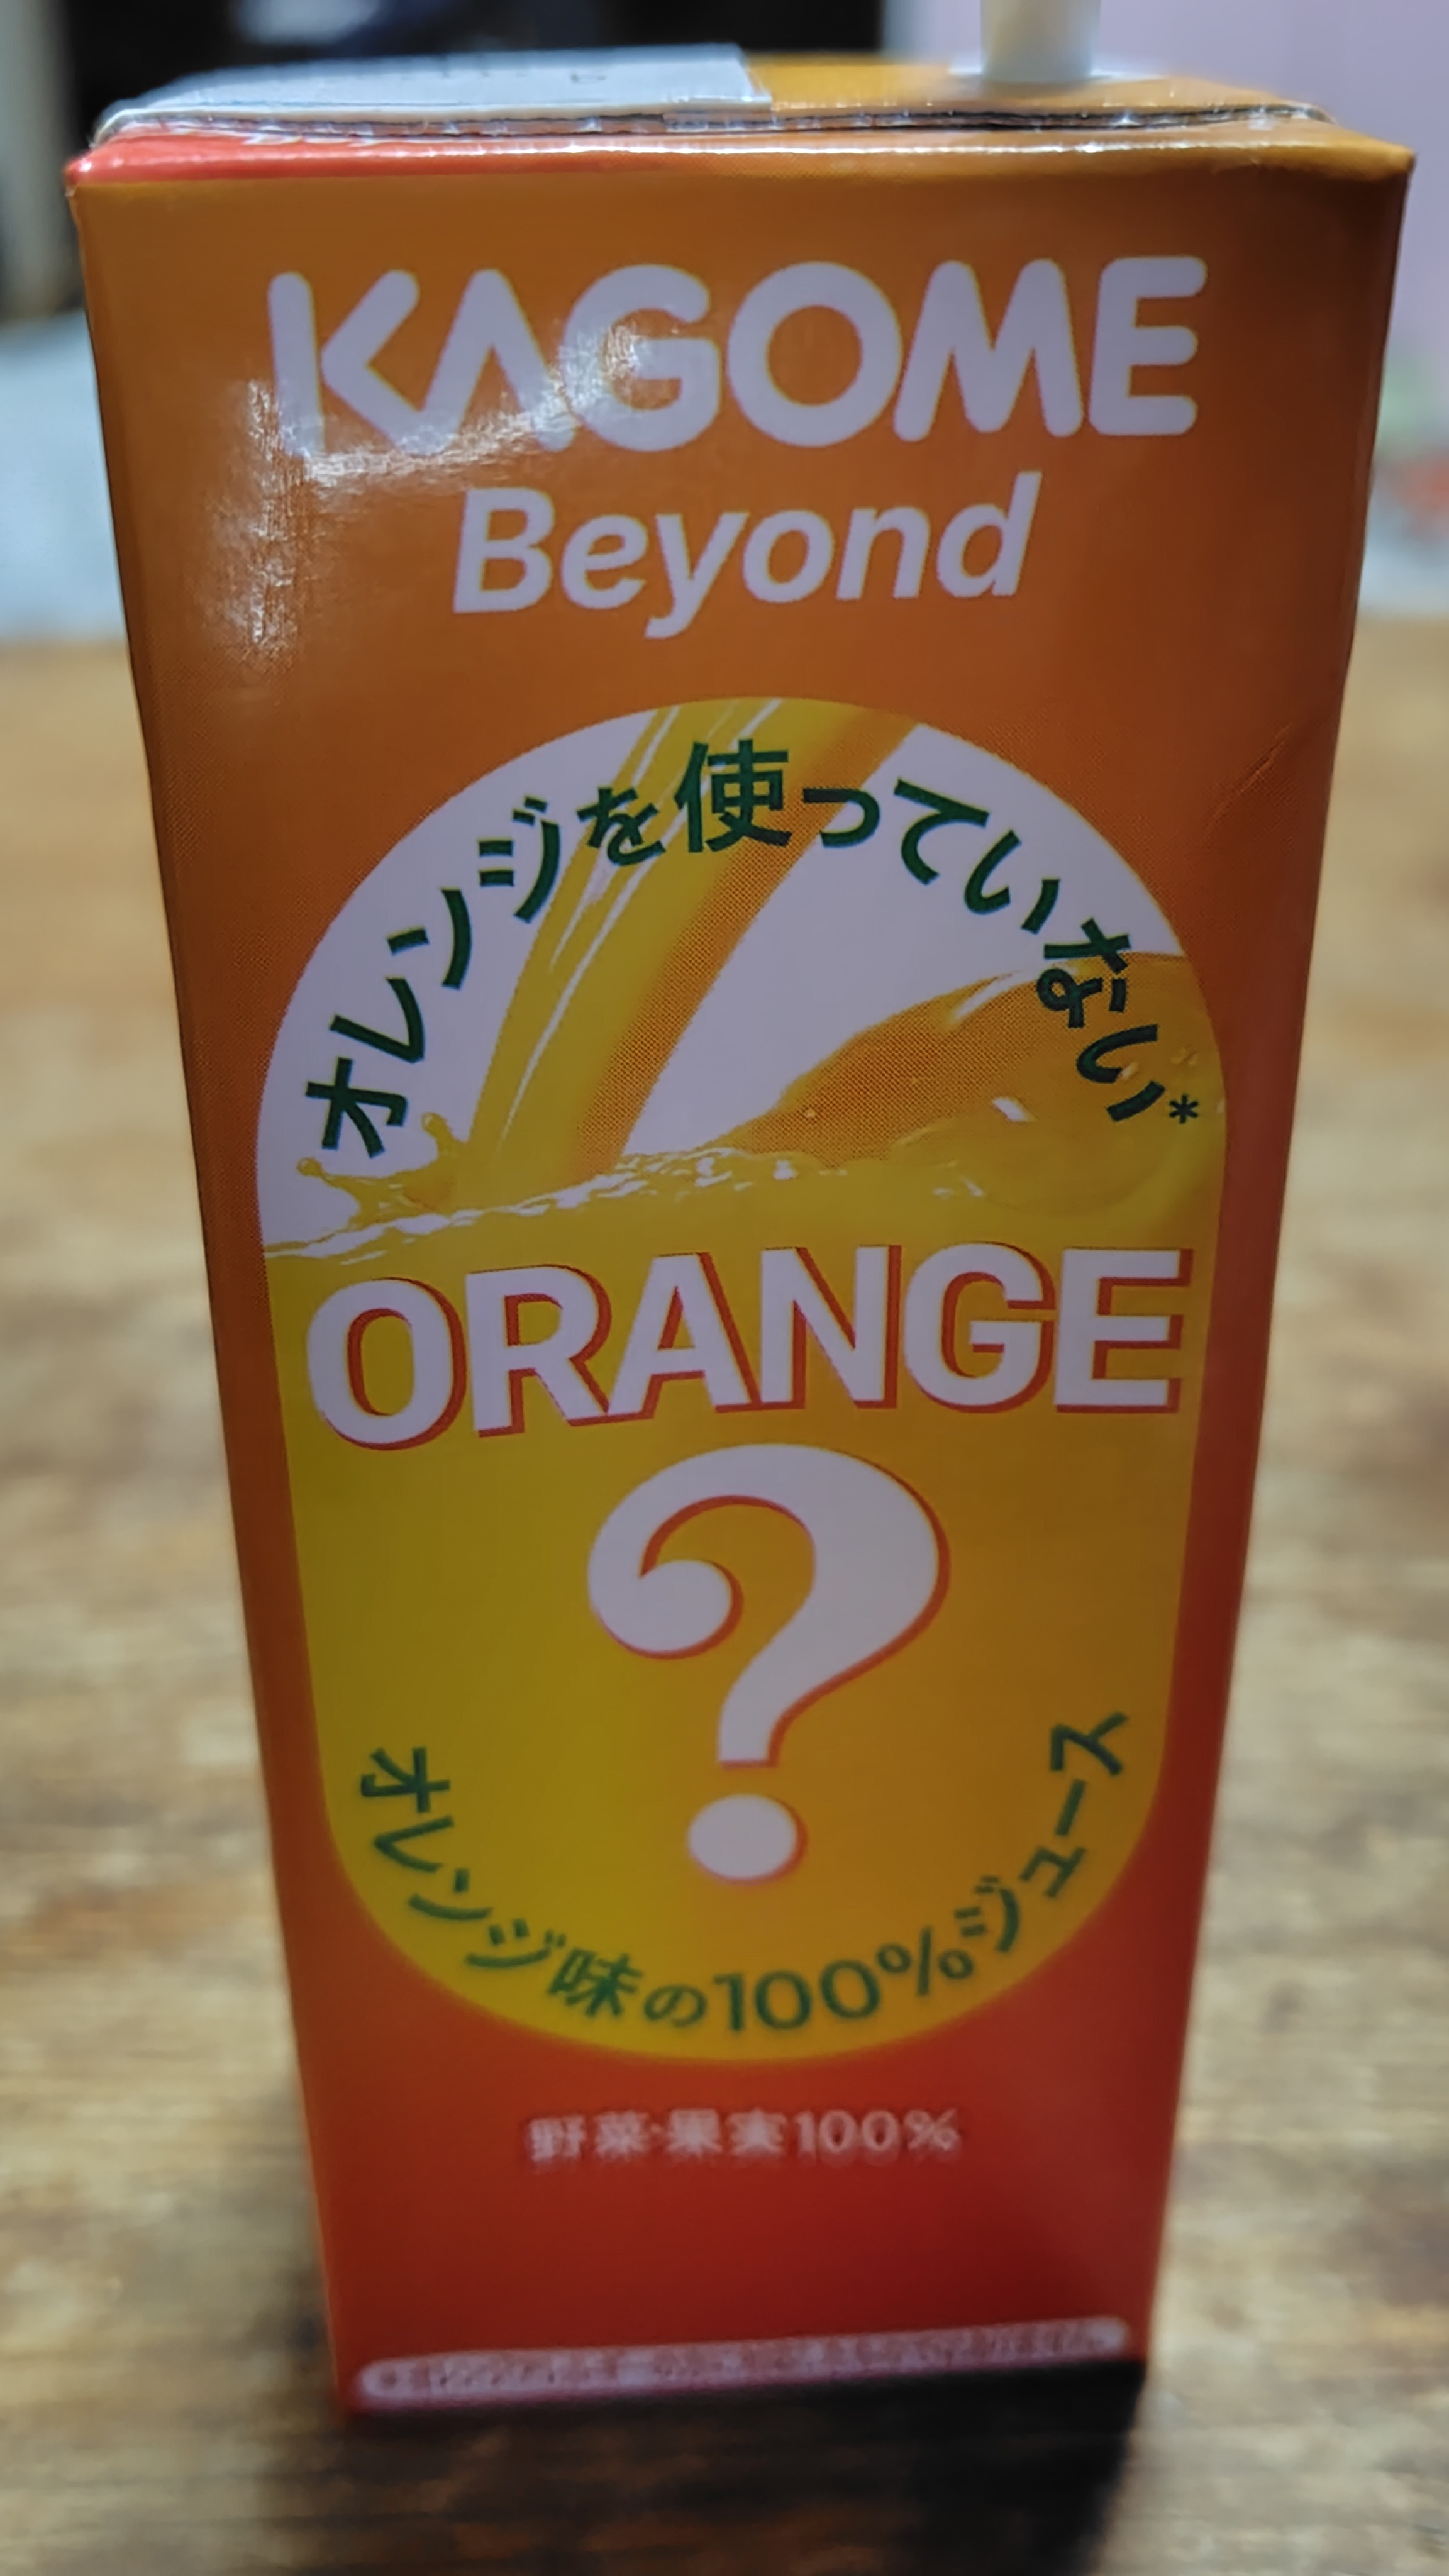 KAGOME
Beyond
オレンジを使っていない*
ORANGE
?
オレンジ味の100%ジュース
野菜・果実100%